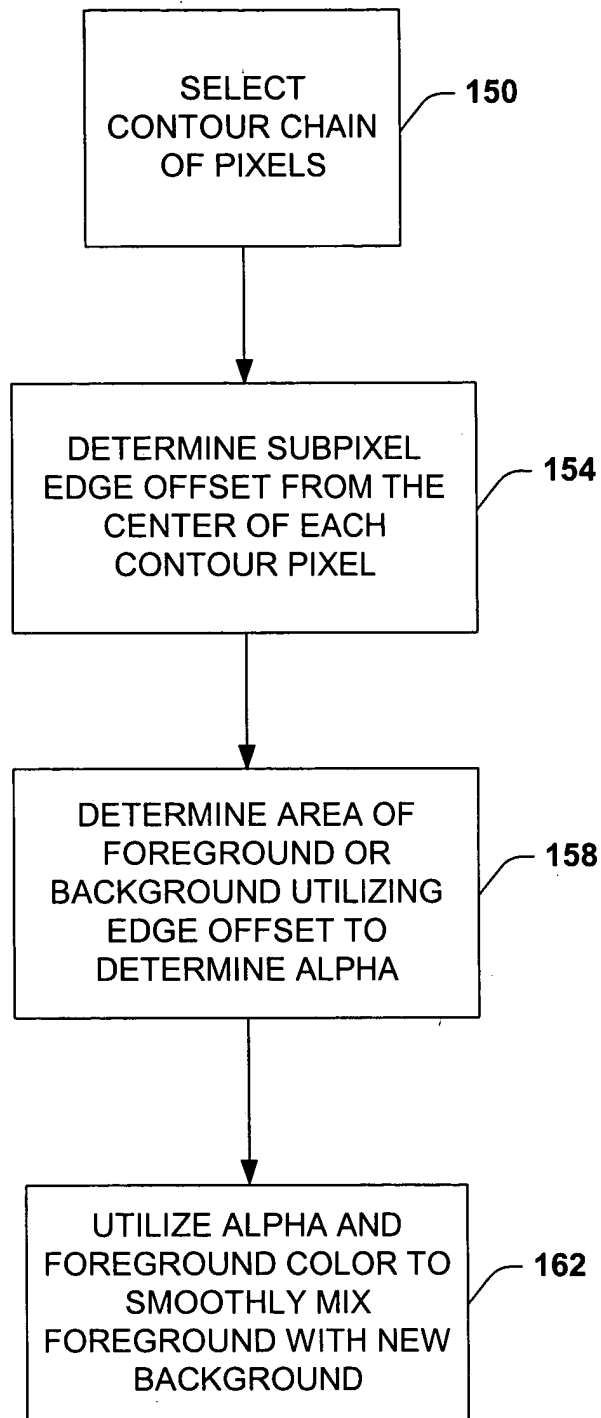 SELECT
CONTOUR CHAIN
OF PIXELS
150
DETERMINE SUBPIXEL
EDGE OFFSET FROM THE
CENTER OF EACH
CONTOUR PIXEL
154
DETERMINE AREA OF
FOREGROUND OR
BACKGROUND UTILIZING
EDGE OFFSET TO
DETERMINE ALPHA
158
UTILIZE ALPHA AND
FOREGROUND COLOR TO
SMOOTHLY MIX
FOREGROUND WITH NEW
BACKGROUND
162